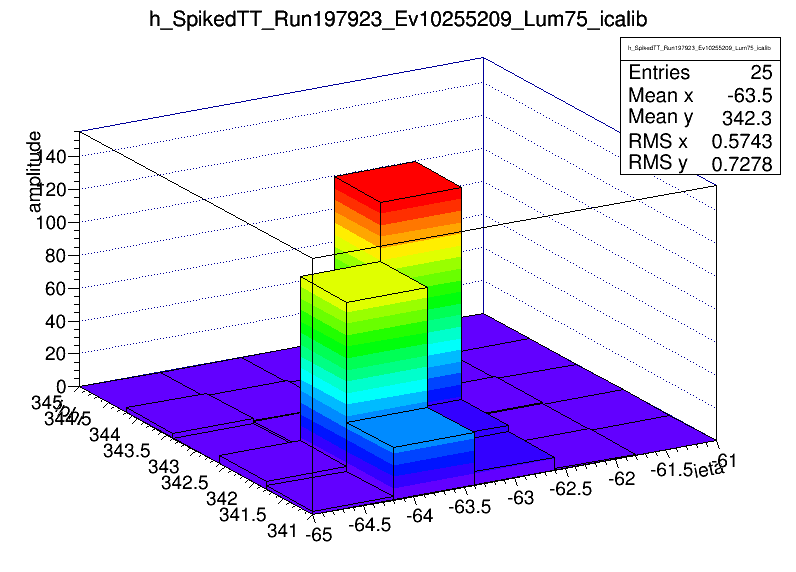 h_SpikedTT_Run197923_Ev10255209_Lum75_icalib
h_SpikedTT_Run197923_Ev10255209_Lum75_icalib
Entries 25
Mean x -63.5
Mean y 342.3
RMS x 0.5743
RMS y 0.7278
amplitude
140
120
100
80
60
40
20
0
345
344.5
344
343.5
343
342.5
342
341.5
341
-65
-64.5
-64
-63.5
-63
-62.5
-62
-61.5
-61
ieta